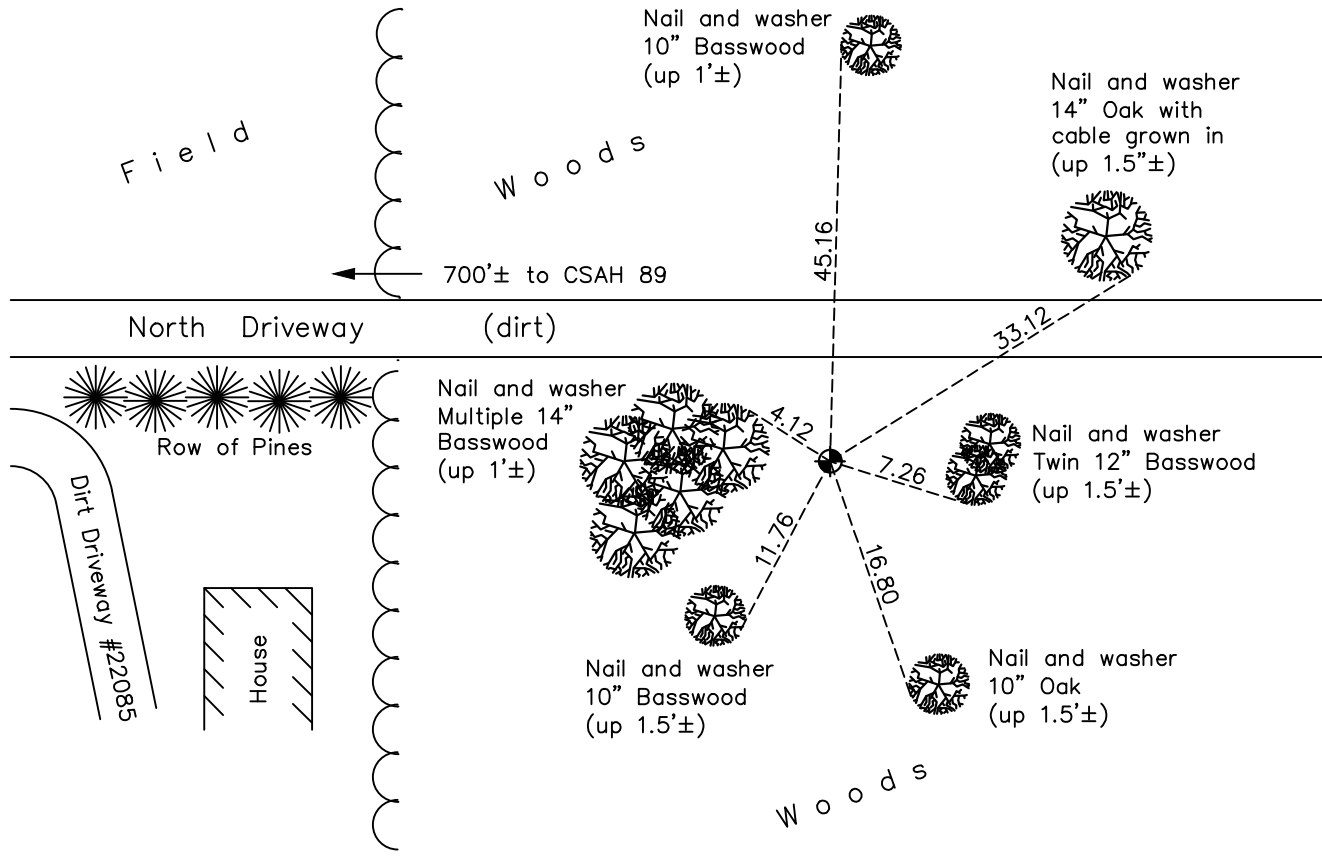 Nail and washer
10” Basswood
(up 1'±)
Nail and washer
14” Oak with
cable grown in
(up 1.5”±)
Field
Woods
45.16
700'± to CSAH 89
North Driveway (dirt)
33.12
Row of Pines
Nail and washer
Multiple 14”
Basswood
(up 1'±)
4.12
7.26
Nail and washer
Twin 12” Basswood
(up 1.5'±)
11.76
16.80
Dirt Driveway #22085
House
Nail and washer
10” Basswood
(up 1.5'±)
Nail and washer
10” Oak
(up 1.5'±)
Woods